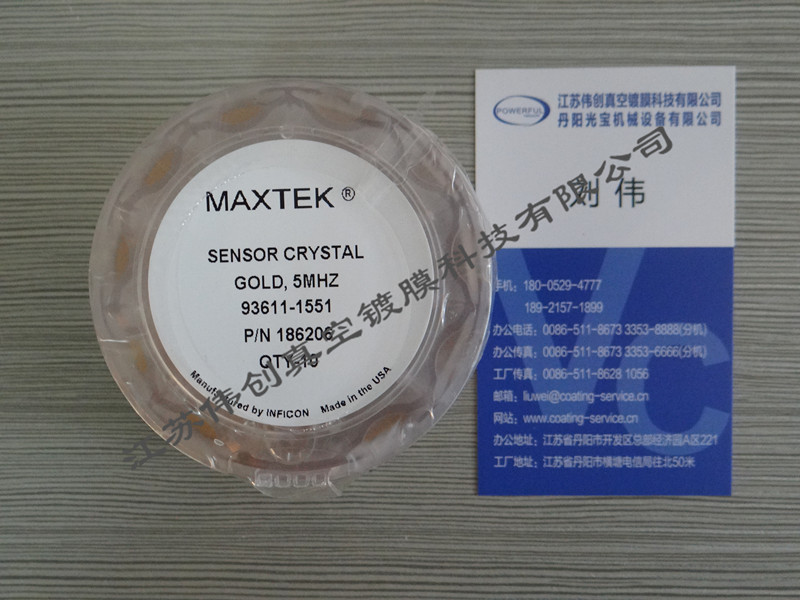 MAXTEK ®
SENSOR CRYSTAL
GOLD, 5MHZ
93611-1551
P/N 186206
QTY:10
Manufactured by INFICON Made in the USA
POWERFUL
江苏伟创真空镀膜科技有限公司
丹阳光宝机械设备有限公司
伟
手机：180-0529-4777
189-2157-1899
办公电话：0086-511-8673 3353-8888(分机)
办公传真：0086-511-8673 3353-6666(分机)
工厂传真：0086-511-8628 1056
邮箱：liuwei@coating-service.cn
网站：www.coating-service.cn
办公地址：江苏省丹阳市开发区总部经济园A区221
工厂地址：江苏省丹阳市横塘电信局往北50米
VC
江苏伟创真空镀膜科技有限公司